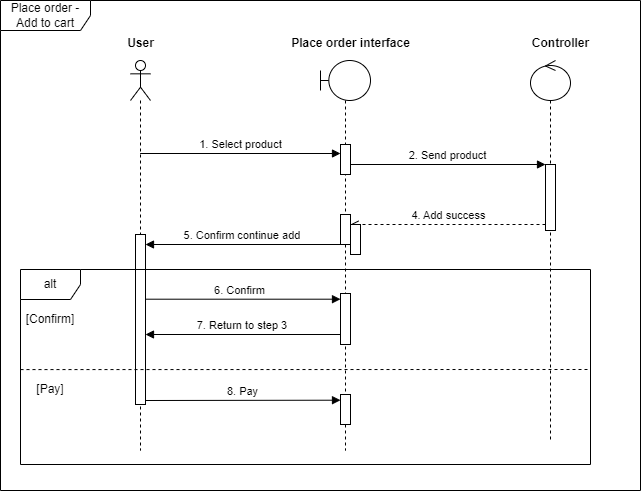 Place order -
Add to cart
User
Place order interface
Controller
1. Select product
2. Send product
4. Add success
5. Confirm continue add
alt
6. Confirm
[Confirm]
7. Return to step 3
[Pay]
8. Pay